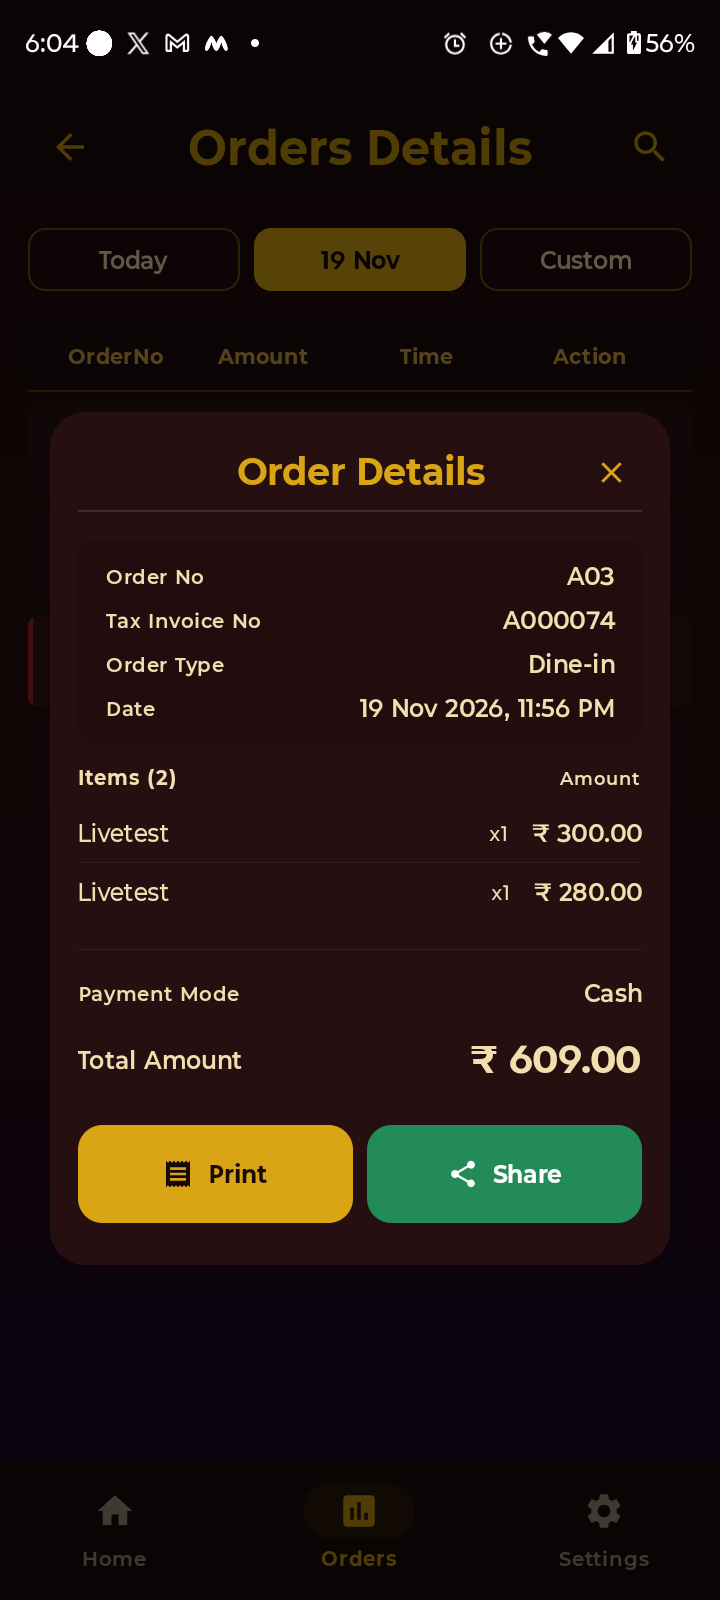 6:04 56%
Orders Details
Today 19 Nov Custom
OrderNo Amount Time Action
Order Details
Order No A03
Tax Invoice No A000074
Order Type Dine-in
Date 19 Nov 2026, 11:56 PM
Items (2) Amount
Livetest x1 ₹ 300.00
Livetest x1 ₹ 280.00
Payment Mode Cash
Total Amount ₹ 609.00
Print Share
Home Orders Settings